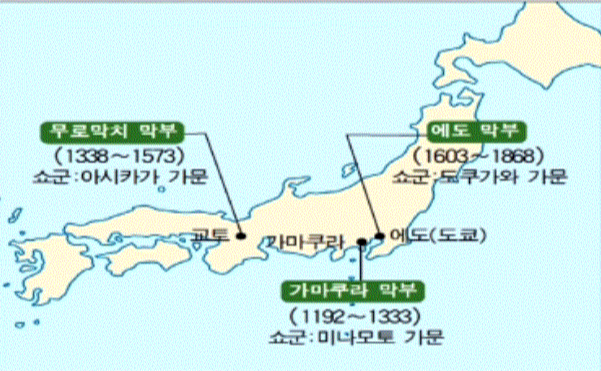 무로막치 막부
(1338~1573)
쇼군:아시카가 가문
에도 막부
(1603~1868)
쇼군:도쿠가와 가문
교토
가마쿠라
에도(도쿄)
가마쿠라 막부
(1192~1333)
쇼군:미나모토 가문